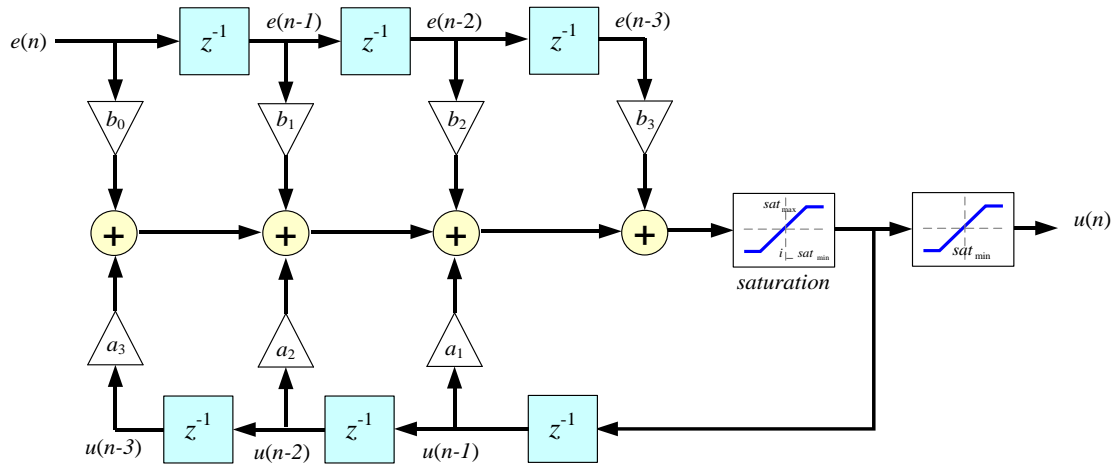 e(n)
z⁻¹
e(n-1)
z⁻¹
e(n-2)
z⁻¹
e(n-3)
b₀
b₁
b₂
b₃
+
+
+
+
sat max
i_ sat min
saturation
sat min
u(n)
a₃
a₂
a₁
u(n-3)
z⁻¹
u(n-2)
z⁻¹
u(n-1)
z⁻¹